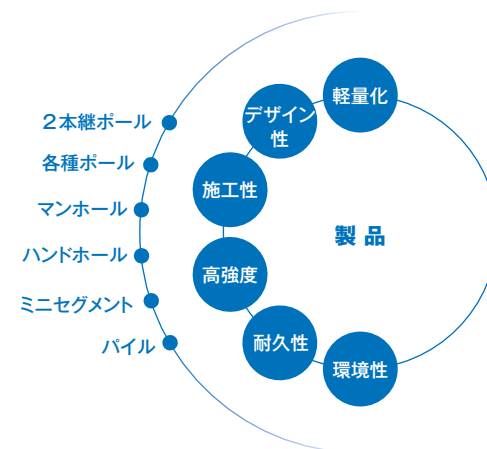 2本継ポール
各種ポール
マンホール
ハンドホール
ミニセグメント
パイル
軽量化
デザイン
性
施工性
高強度
耐久性
環境性
製品